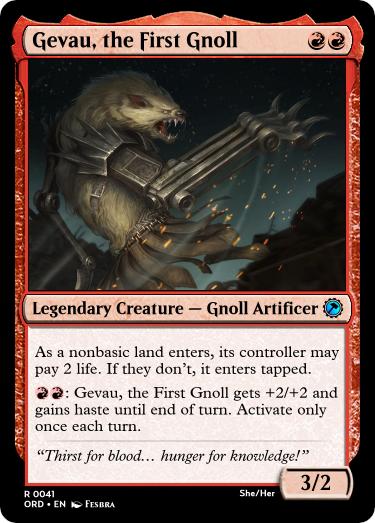 Gevau, the First Gnoll
Legendary Creature — Gnoll Artificer
As a nonbasic land enters, its controller may
pay 2 life. If they don't, it enters tapped.
: Gevau, the First Gnoll gets +2/+2 and
gains haste until end of turn. Activate only
once each turn.
“Thirst for blood… hunger for knowledge!”
3/2
R 0041
She/Her
ORD • EN Fesbra